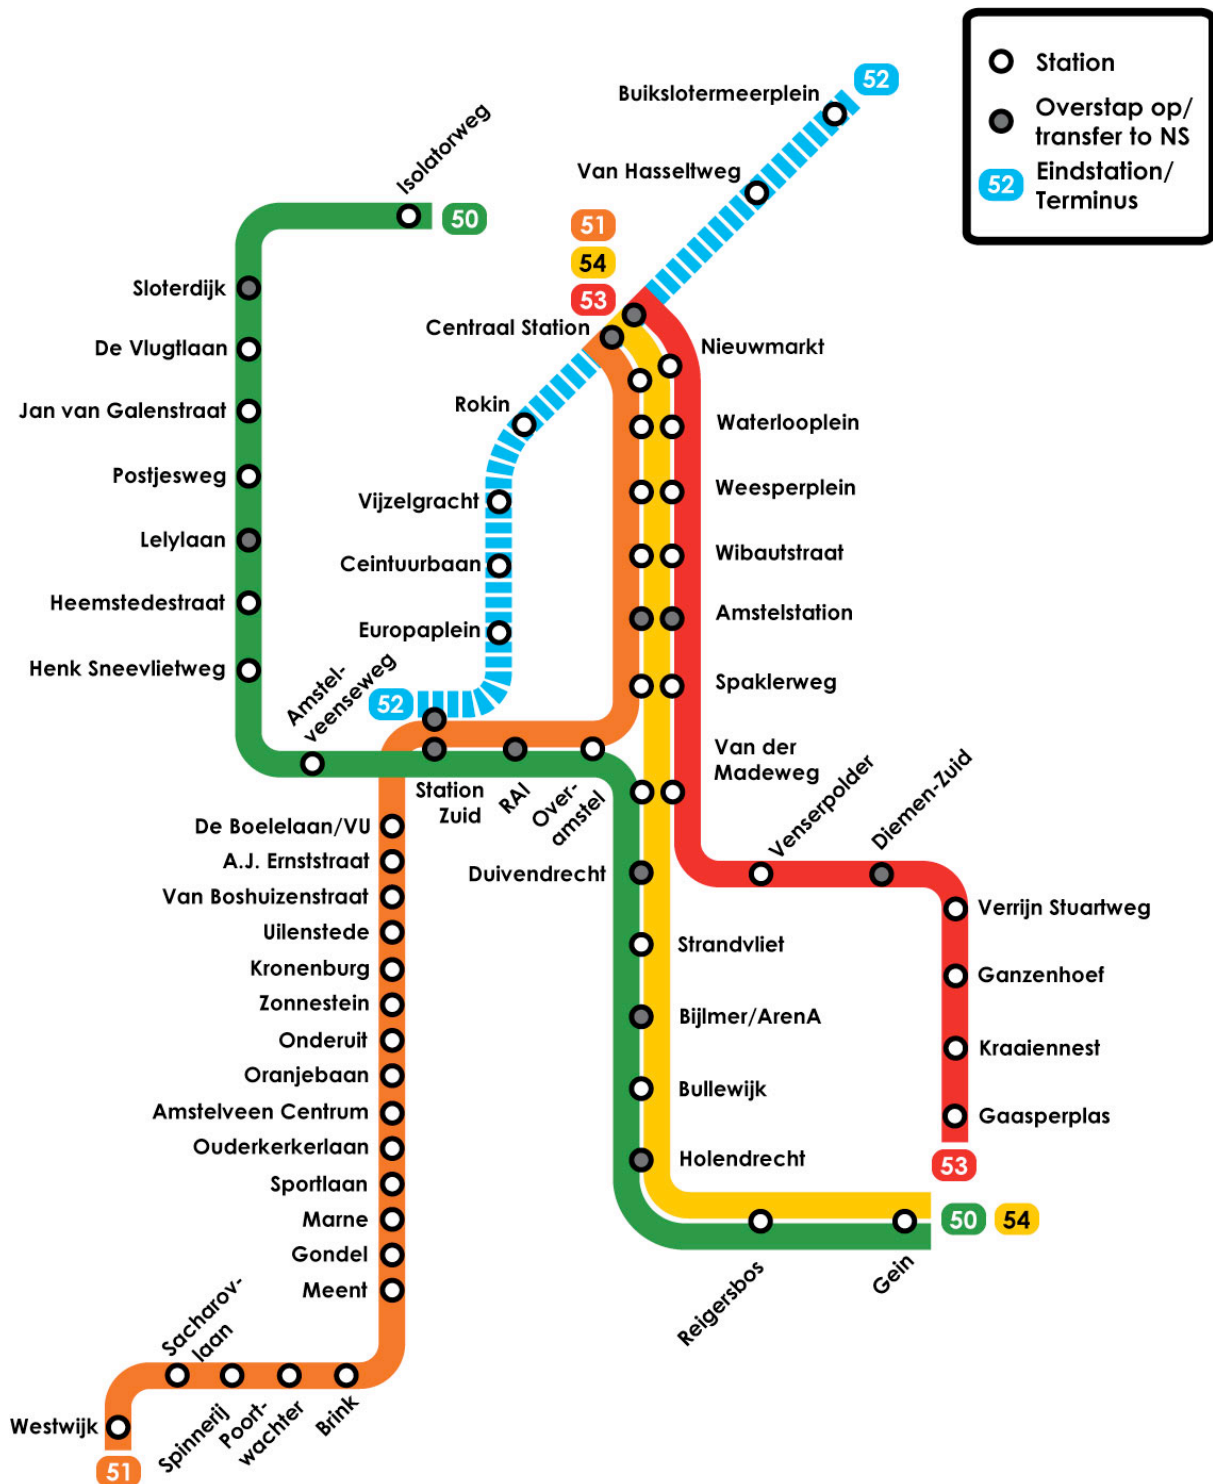 52
Buikslotermeerplein
Van Hasseltweg
Station
Overstap op/
transfer to NS
52
Eindstation/
Terminus
Isolatorweg
50
51
54
53
Centraal Station
Sloterdijk
De Vlugtlaan
Jan van Galenstraat
Postjesweg
Lelylaan
Heemstedestraat
Henk Sneevlietweg
Amstel-
veenseweg
Rokin
Vijzelgracht
Ceintuurbaan
Europaplein
52
Nieuwmarkt
Waterlooplein
Weesperplein
Wibautstraat
Amstelstation
Spaklerweg
Van der
Madeweg
Station
Zuid
RAI
Over-
amstel
Venserpolder
Diemen-Zuid
De Boelelaan/VU
A.J. Ernststraat
Van Boshuizenstraat
Uilenstede
Kronenburg
Zonnestein
Onderuit
Oranjebaan
Amstelveen Centrum
Ouderkerkerlaan
Sportlaan
Marne
Gondel
Meent
Duivendrecht
Strandvliet
Bijlmer/ArenA
Bullewijk
Holendrecht
Verrijn Stuartweg
Ganzenhoef
Kraaiennest
Gaasperplas
53
50
54
Reigersbos
Gein
Sacharov-
laan
Westwijk
Spinnerij
Poort-
wachter
Brink
51